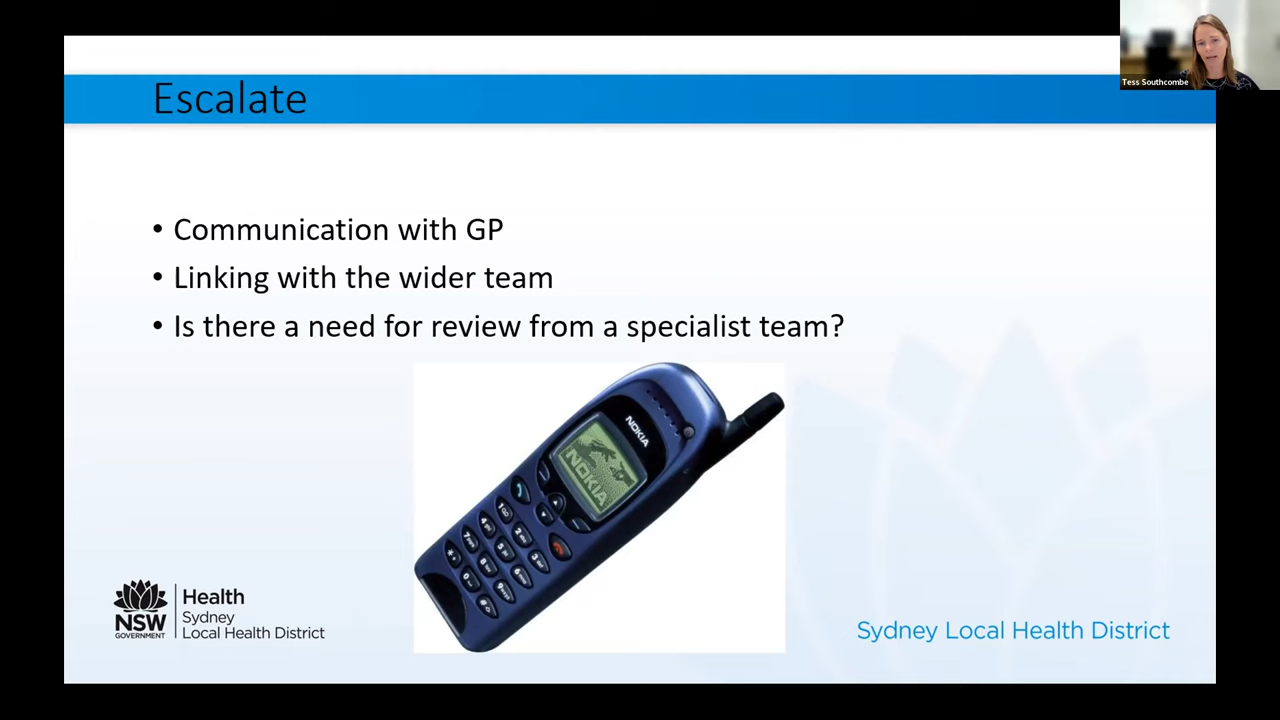 Escalate
Tess Southcombe
• Communication with GP
• Linking with the wider team
• Is there a need for review from a specialist team?
NOKIA
NOKIA
NSW
GOVERNMENT
Health
Sydney
Local Health District
Sydney Local Health District